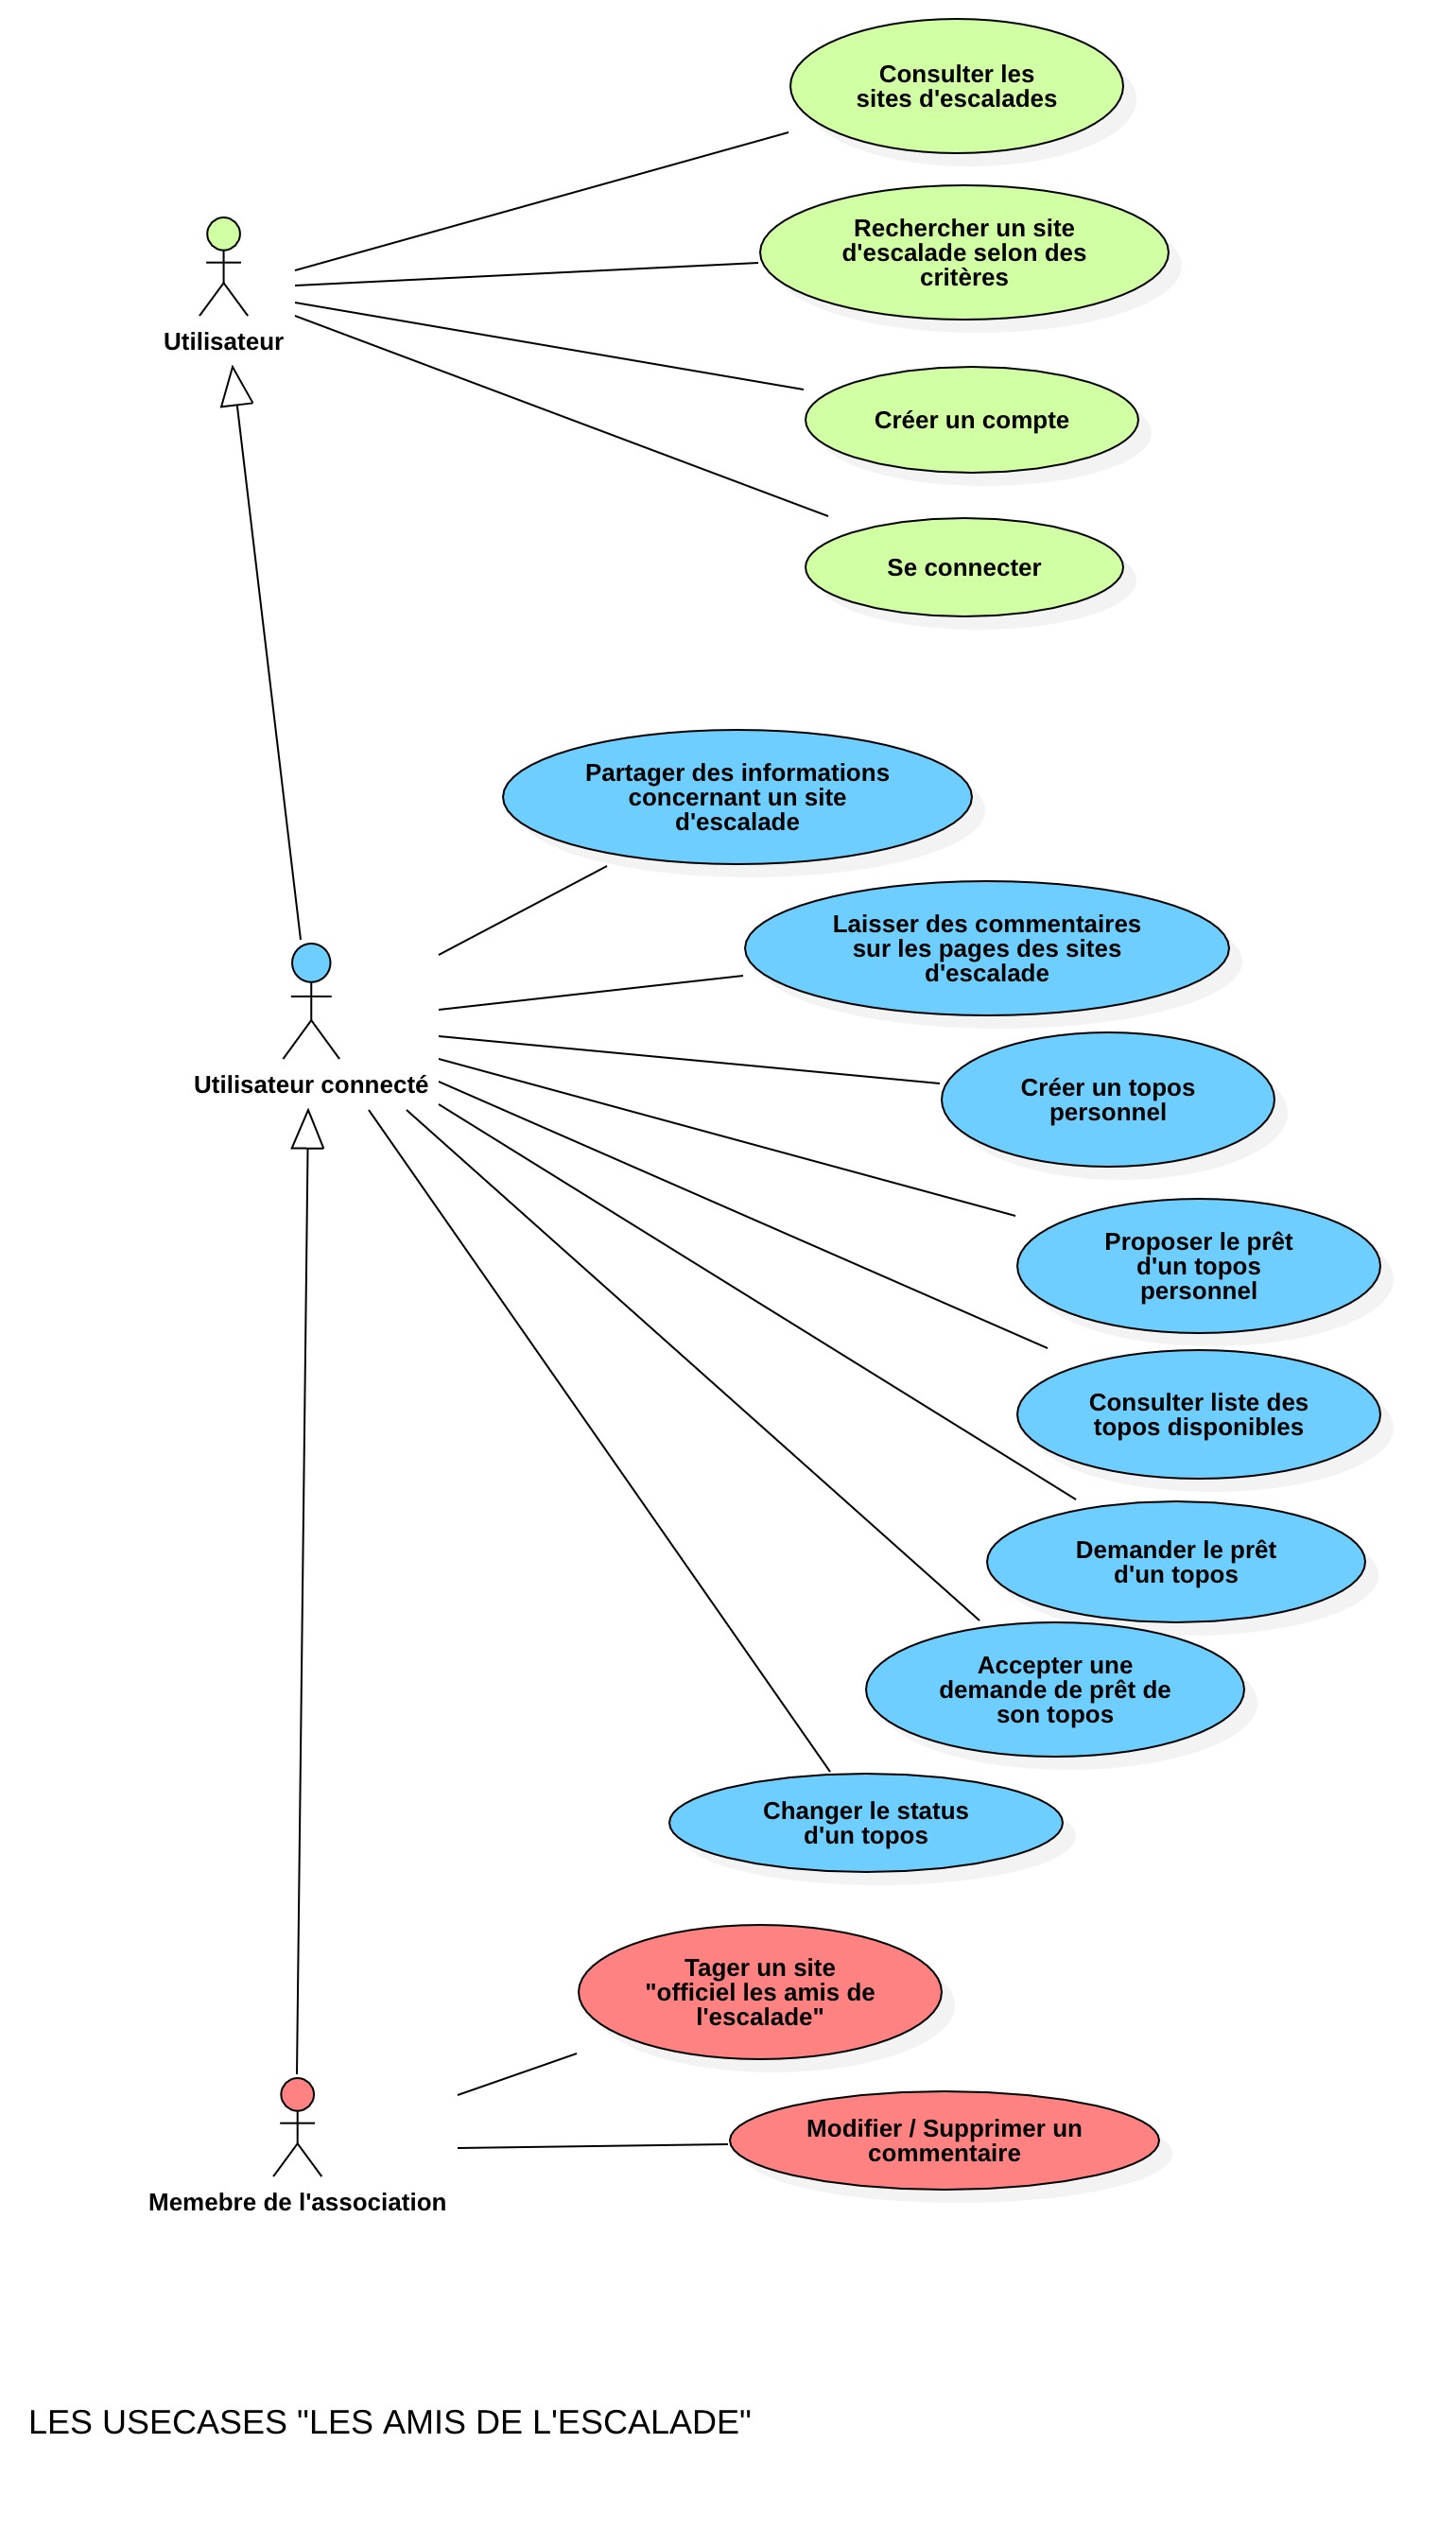 Consulter les
sites d'escalades
Rechercher un site
d'escalade selon des
critères
Utilisateur
Créer un compte
Se connecter
Partager des informations
concernant un site
d'escalade
Laisser des commentaires
sur les pages des sites
d'escalade
Utilisateur connecté
Créer un topos
personnel
Proposer le prêt
d'un topos
personnel
Consulter liste des
topos disponibles
Demander le prêt
d'un topos
Accepter une
demande de prêt de
son topos
Changer le status
d'un topos
Tager un site
"officiel les amis de
l'escalade"
Modifier / Supprimer un
commentaire
Memebre de l'association
LES USECASES "LES AMIS DE L'ESCALADE"